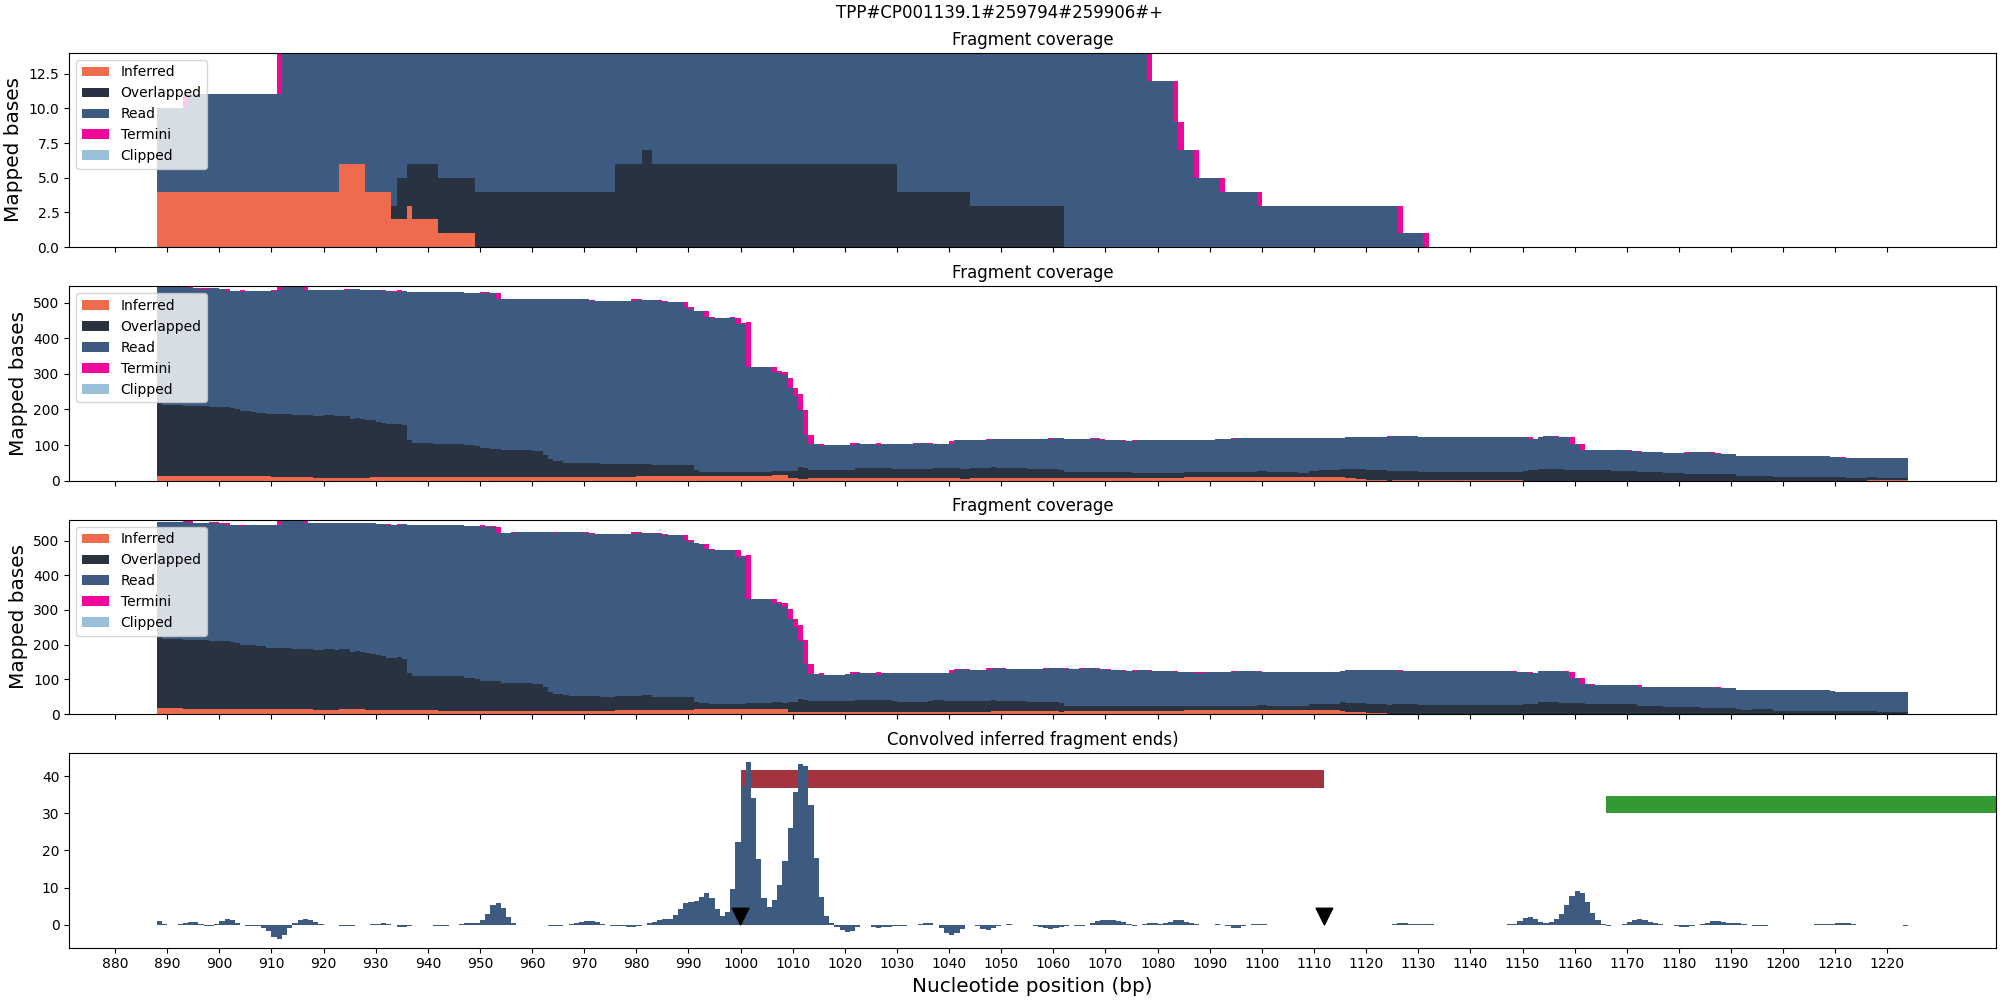 TPP#CP001139.1#259794#259906#+
Fragment coverage
Mapped bases
12.5
10.0
7.5
5.0
2.5
0.0
Inferred
Overlapped
Read
Termini
Clipped
Fragment coverage
Mapped bases
500
400
300
200
100
0
Inferred
Overlapped
Read
Termini
Clipped
Fragment coverage
Mapped bases
500
400
300
200
100
0
Inferred
Overlapped
Read
Termini
Clipped
Convolved inferred fragment ends)
40
30
20
10
0
880 890 900 910 920 930 940 950 960 970 980 990 1000 1010 1020 1030 1040 1050 1060 1070 1080 1090 1100 1110 1120 1130 1140 1150 1160 1170 1180 1190 1200 1210 1220
Nucleotide position (bp)